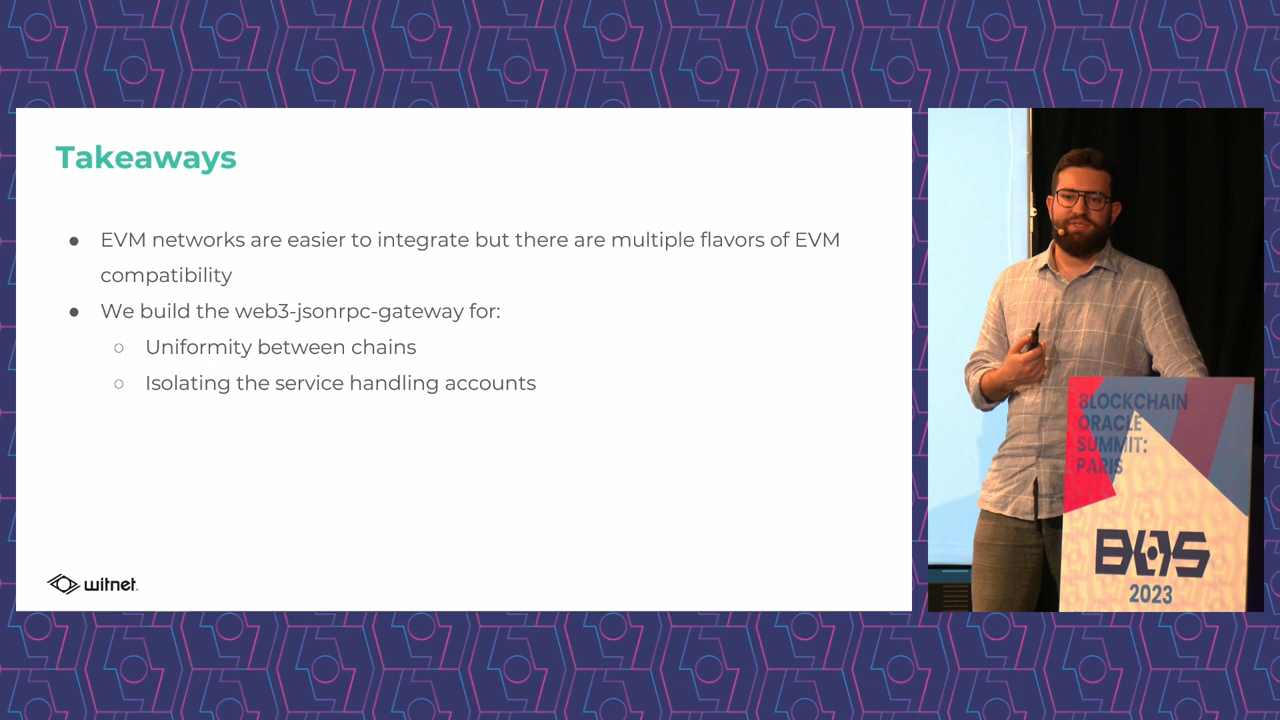 Takeaways
● EVM networks are easier to integrate but there are multiple flavors of EVM
compatibility
● We build the web3-jsonrpc-gateway for:
○ Uniformity between chains
○ Isolating the service handling accounts
witnet.
BLOCKCHAIN
ORACLE
SUMMIT:
PARIS
BOS
2023